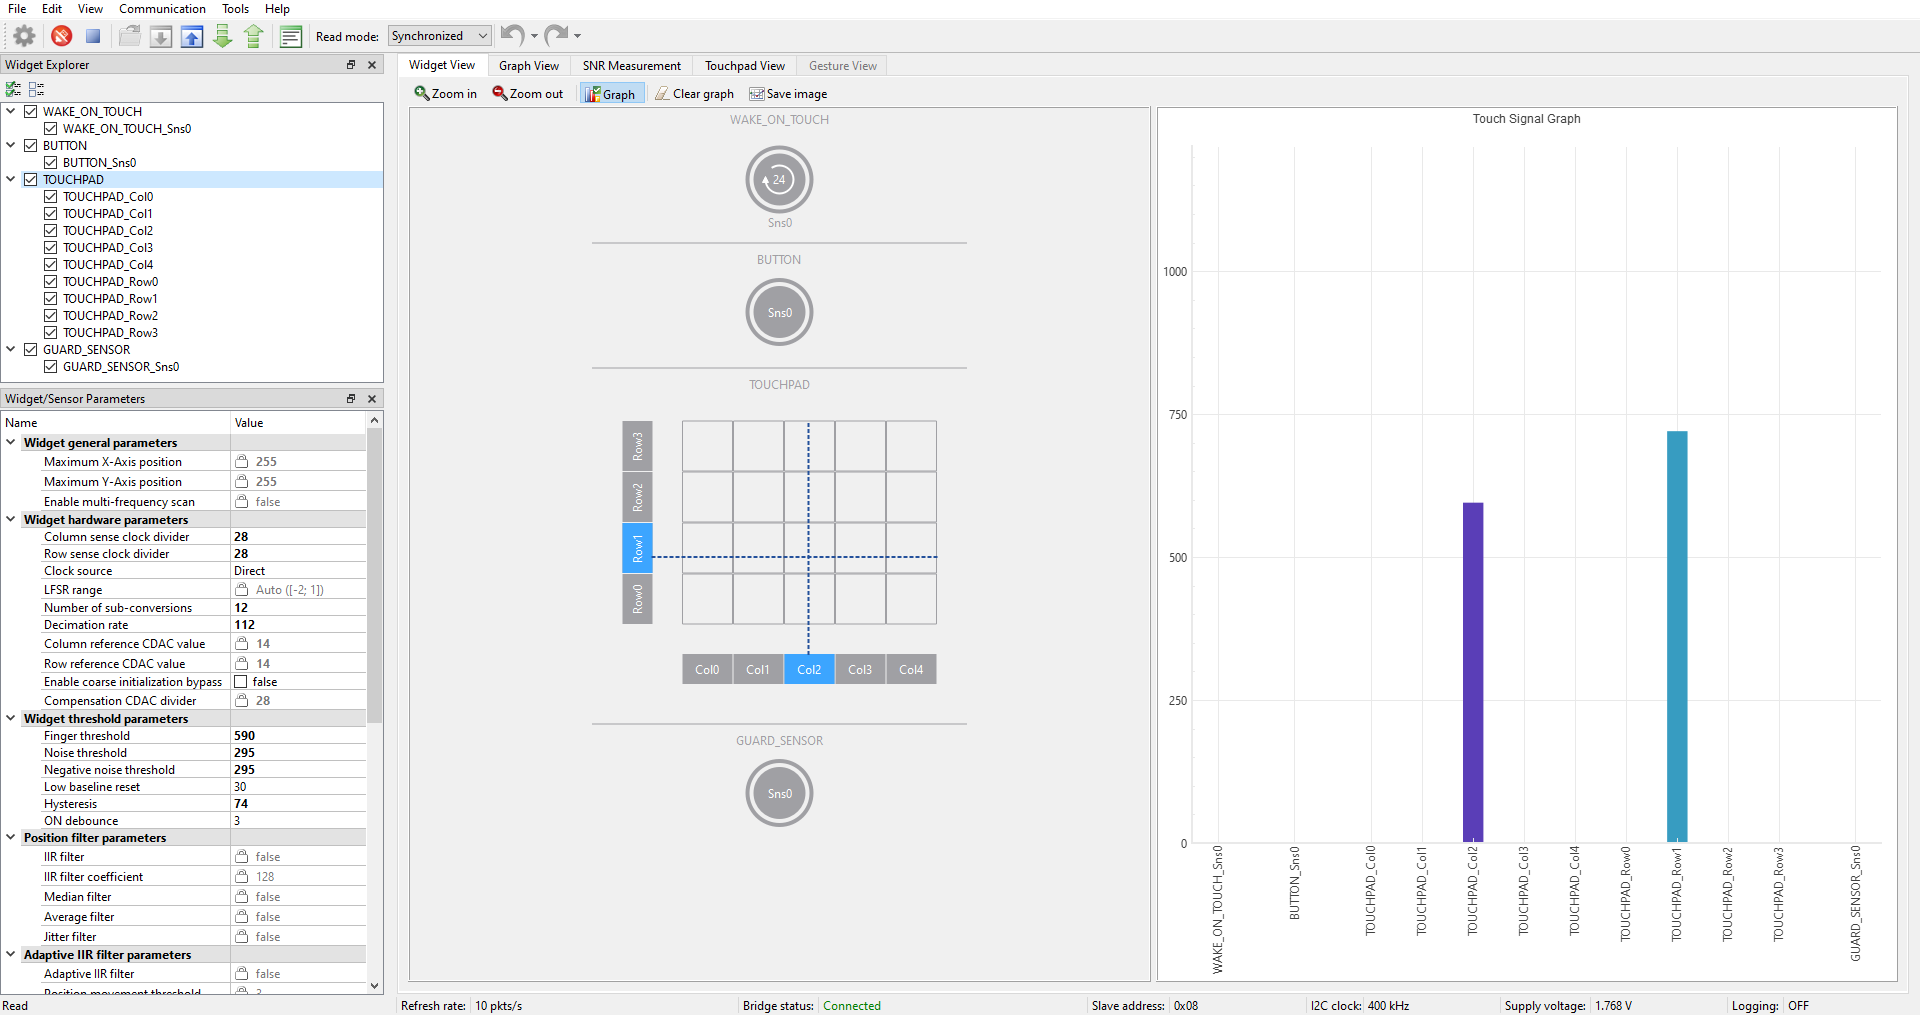 File Edit View Communication Tools Help
Read mode: Synchronized
Widget Explorer
WAKE_ON_TOUCH
WAKE_ON_TOUCH_Sns0
BUTTON
BUTTON_Sns0
TOUCHPAD
TOUCHPAD_Col0
TOUCHPAD_Col1
TOUCHPAD_Col2
TOUCHPAD_Col3
TOUCHPAD_Col4
TOUCHPAD_Row0
TOUCHPAD_Row1
TOUCHPAD_Row2
TOUCHPAD_Row3
GUARD_SENSOR
GUARD_SENSOR_Sns0
Widget/Sensor Parameters
Name Value
Widget general parameters
Maximum X-Axis position 255
Maximum Y-Axis position 255
Enable multi-frequency scan false
Widget hardware parameters
Column sense clock divider 28
Row sense clock divider 28
Clock source Direct
LFSR range Auto ([-2; 1])
Number of sub-conversions 12
Decimation rate 112
Column reference CDAC value 14
Row reference CDAC value 14
Enable coarse initialization bypass false
Compensation CDAC divider 28
Widget threshold parameters
Finger threshold 590
Noise threshold 295
Negative noise threshold 295
Low baseline reset 30
Hysteresis 74
ON debounce 3
Position filter parameters
IIR filter false
IIR filter coefficient 128
Median filter false
Average filter false
Jitter filter false
Adaptive IIR filter parameters
Adaptive IIR filter false
Position movement threshold 3
Widget View Graph View SNR Measurement Touchpad View Gesture View
Zoom in Zoom out Graph Clear graph Save image
WAKE_ON_TOUCH
24
Sns0
BUTTON
Sns0
TOUCHPAD
Row3
Row2
Row1
Row0
Col0 Col1 Col2 Col3 Col4
GUARD_SENSOR
Sns0
Touch Signal Graph
1000
750
500
250
0
WAKE_ON_TOUCH_Sns0
BUTTON_Sns0
TOUCHPAD_Col0
TOUCHPAD_Col1
TOUCHPAD_Col2
TOUCHPAD_Col3
TOUCHPAD_Col4
TOUCHPAD_Row0
TOUCHPAD_Row1
TOUCHPAD_Row2
TOUCHPAD_Row3
GUARD_SENSOR_Sns0
Read Refresh rate: 10 pkts/s Bridge status: Connected Slave address: 0x08 I2C clock: 400 kHz Supply voltage: 1.768 V Logging: OFF